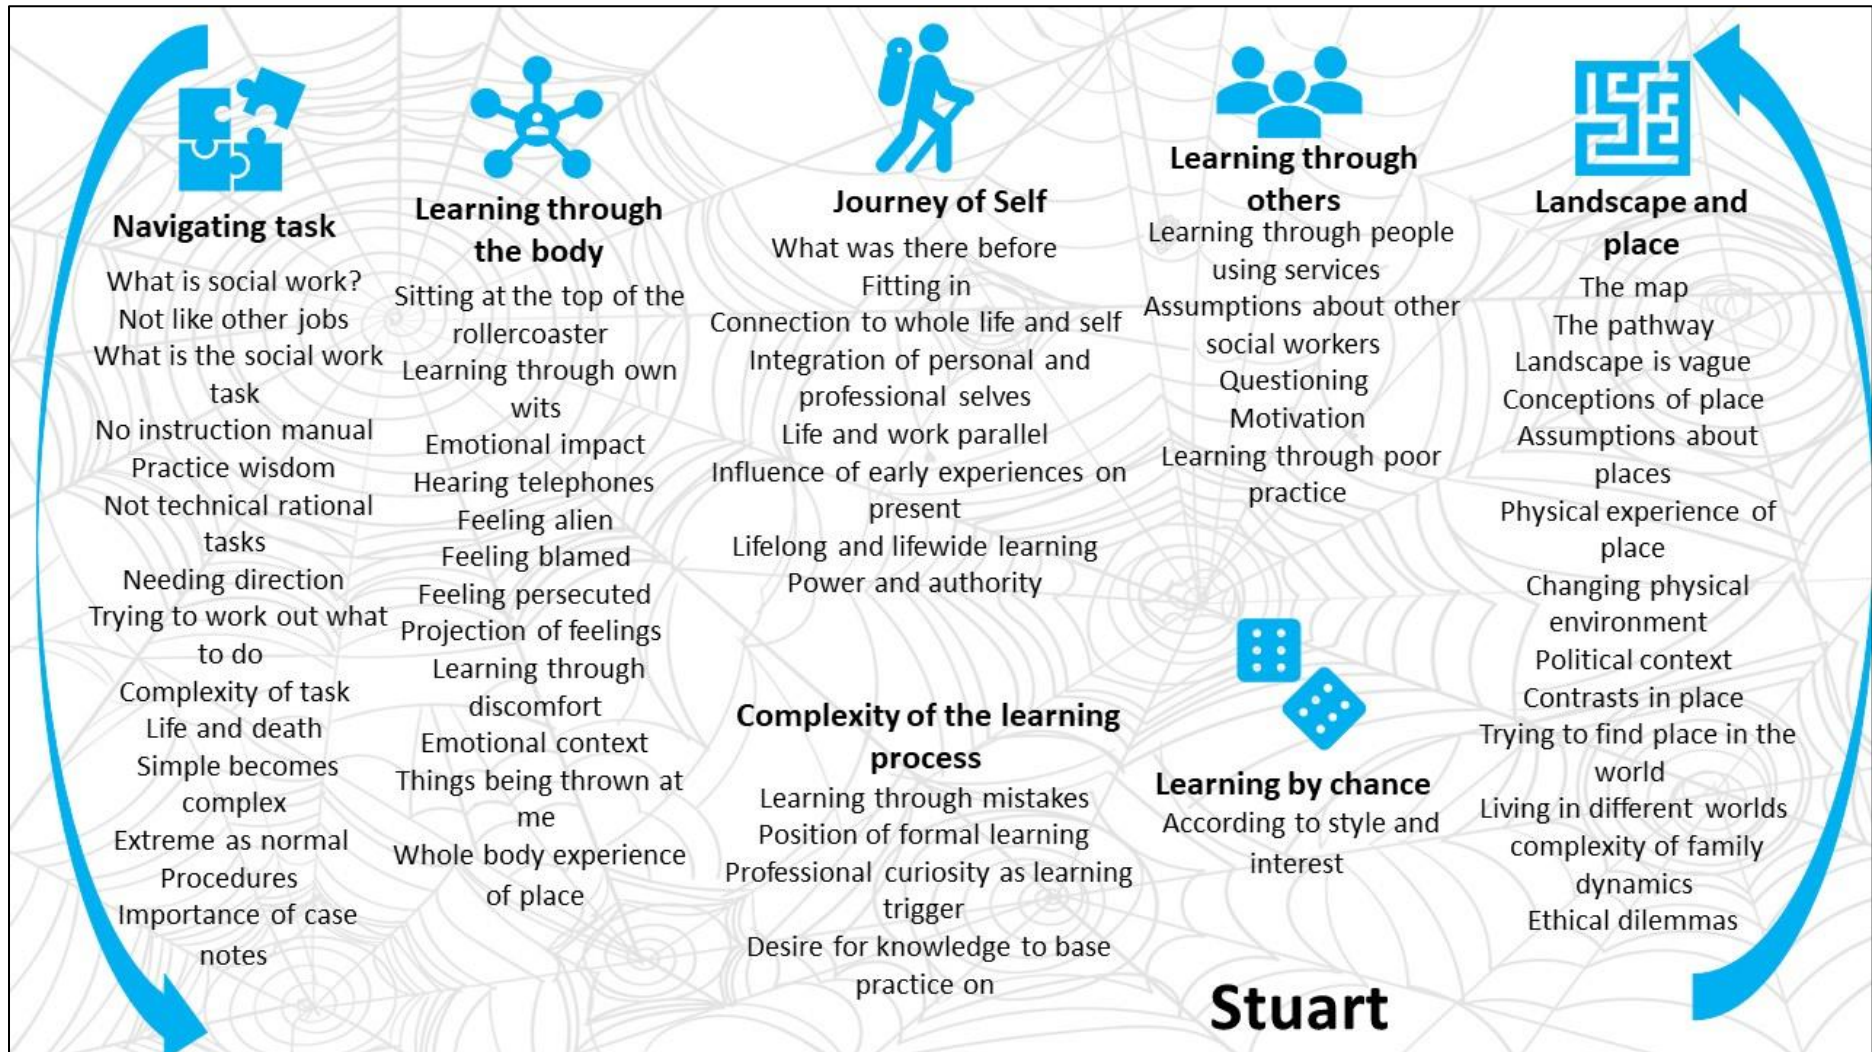 Navigating task
What is social work?
Not like other jobs
What is the social work
task
No instruction manual
Practice wisdom
Not technical rational
tasks
Needing direction
Trying to work out what
to do
Complexity of task
Life and death
Simple becomes
complex
Extreme as normal
Procedures
Importance of case
notes
Learning through
the body
Sitting at the top of the
rollercoaster
Learning through own
wits
Emotional impact
Hearing telephones
Feeling alien
Feeling blamed
Feeling persecuted
Projection of feelings
Learning through
discomfort
Emotional context
Things being thrown at
me
Whole body experience
of place
Journey of Self
What was there before
Fitting in
Connection to whole life and self
Integration of personal and
professional selves
Life and work parallel
Influence of early experiences on
present
Lifelong and lifewide learning
Power and authority
Complexity of the learning
process
Learning through mistakes
Position of formal learning
Professional curiosity as learning
trigger
Desire for knowledge to base
practice on
Learning through
others
Learning through people
using services
Assumptions about other
social workers
Questioning
Motivation
Learning through poor
practice
Learning by chance
According to style and
interest
Landscape and
place
The map
The pathway
Landscape is vague
Conceptions of place
Assumptions about
places
Physical experience of
place
Changing physical
environment
Political context
Contrasts in place
Trying to find place in the
world
Living in different worlds
complexity of family
dynamics
Ethical dilemmas
Stuart